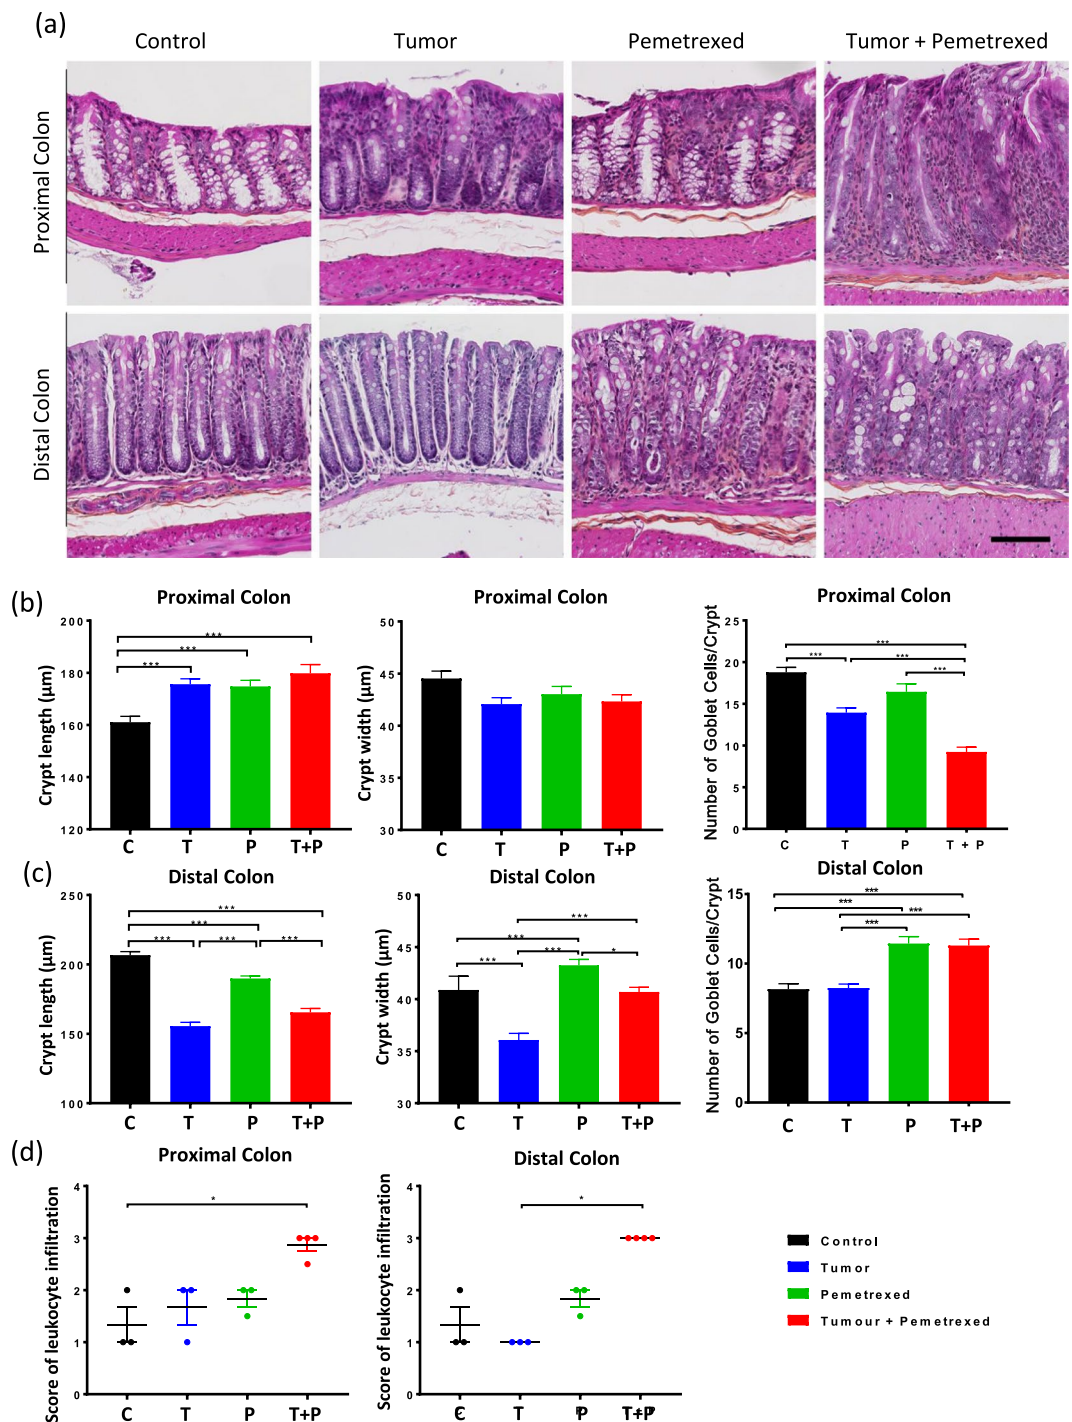 (a)
Control Tumor Pemetrexed Tumor + Pemetrexed
Proximal Colon
Distal Colon
(b)
Proximal Colon
Crypt length (µm)
200
180
160
140
120
***
***
***
C T P T+P
Proximal Colon
Crypt width (µm)
50
45
40
35
30
C T P T+P
Proximal Colon
Number of Goblet Cells/Crypt
25
20
15
10
5
0
***
*** ***
***
C T P T + P
(c)
Distal Colon
Crypt length (µm)
250
200
150
100
***
***
*** *** ***
C T P T+P
Distal Colon
Crypt width (µm)
50
45
40
35
30
***
***
*** *
***
C T P T+P
Distal Colon
Number of Goblet Cells/Crypt
15
10
5
0
***
***
***
***
C T P T+P
(d)
Proximal Colon
Score of leukocyte infiltration
4
3
2
1
0
*
C T P T+P
Distal Colon
Score of leukocyte infiltration
4
3
2
1
0
*
C T P T+P
Control
Tumor
Pemetrexed
Tumour + Pemetrexed